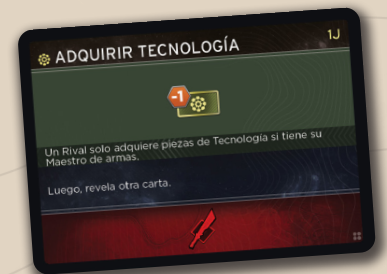 ADQUIRIR TECNOLOGÍA
1J
-1
Un Rival solo adquiere piezas de Tecnología si tiene su
Maestro de armas.
Luego, revela otra carta.